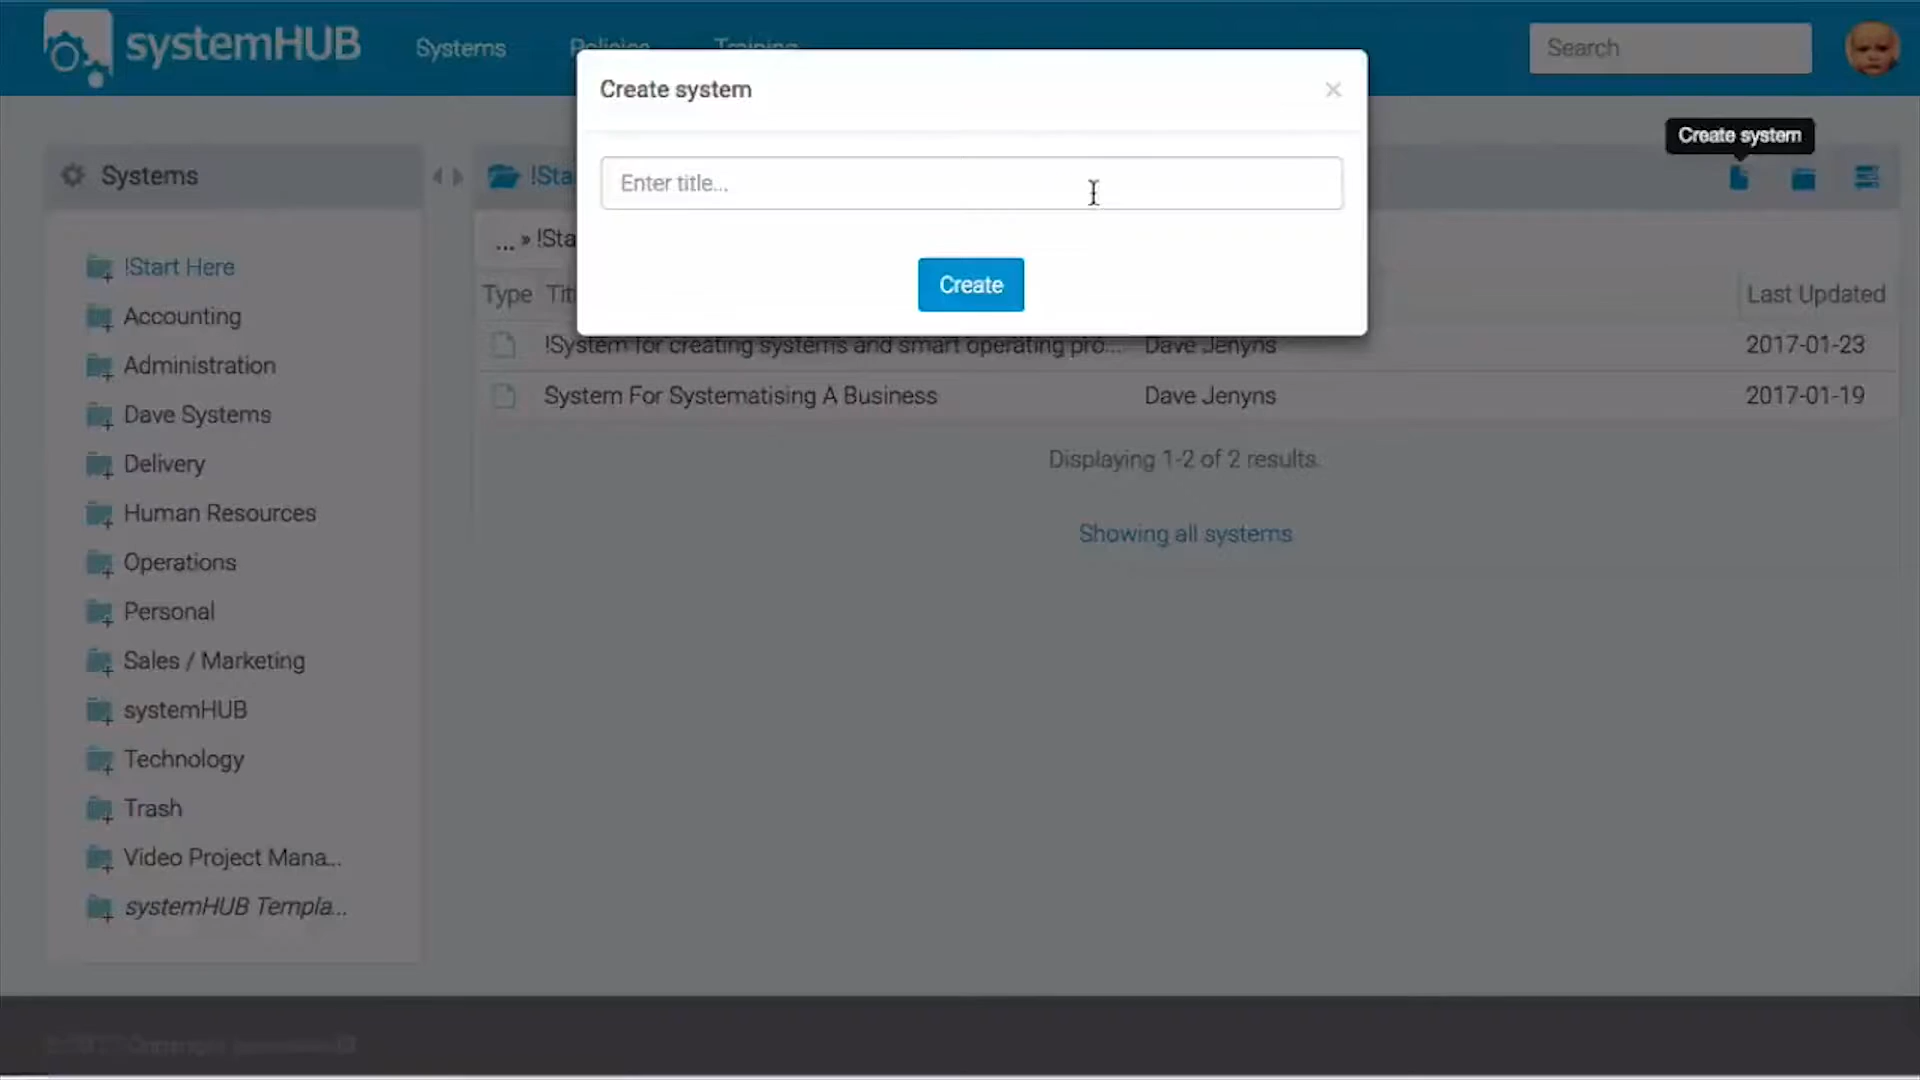 systemHUB
Systems
Policies
Training
Search
Create system
Create system
Enter title...
Create
Systems
!Sta
... » !Sta
Type
Last Updated
!System for creating systems and smart operating pro... Dave Jenyns 2017-01-23
System For Systematising A Business Dave Jenyns 2017-01-19
Displaying 1-2 of 2 results.
Showing all systems
!Start Here
Accounting
Administration
Dave Systems
Delivery
Human Resources
Operations
Personal
Sales / Marketing
systemHUB
Technology
Trash
Video Project Mana...
systemHUB Templa...